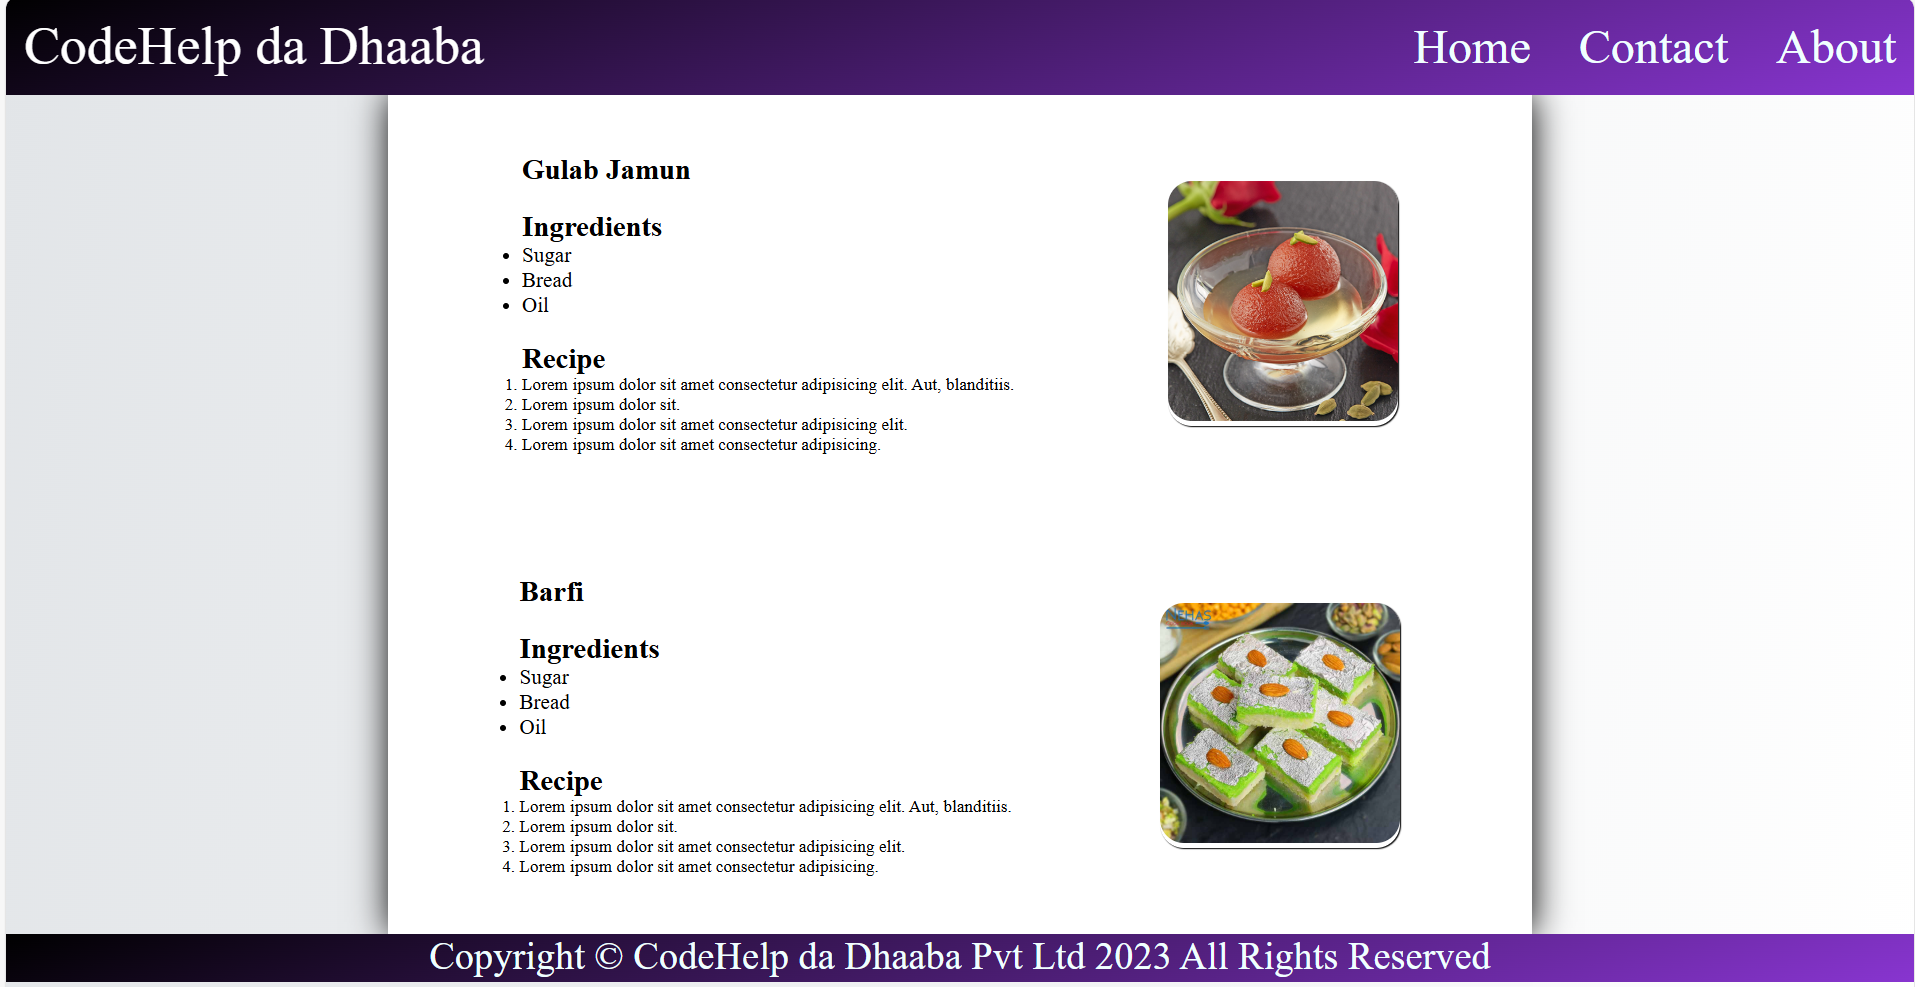 CodeHelp da Dhaaba
Home Contact About
Gulab Jamun
Ingredients
• Sugar
• Bread
• Oil
Recipe
1. Lorem ipsum dolor sit amet consectetur adipisicing elit. Aut, blanditiis.
2. Lorem ipsum dolor sit.
3. Lorem ipsum dolor sit amet consectetur adipisicing elit.
4. Lorem ipsum dolor sit amet consectetur adipisicing.
Barfi
Ingredients
• Sugar
• Bread
• Oil
Recipe
1. Lorem ipsum dolor sit amet consectetur adipisicing elit. Aut, blanditiis.
2. Lorem ipsum dolor sit.
3. Lorem ipsum dolor sit amet consectetur adipisicing elit.
4. Lorem ipsum dolor sit amet consectetur adipisicing.
Copyright © CodeHelp da Dhaaba Pvt Ltd 2023 All Rights Reserved